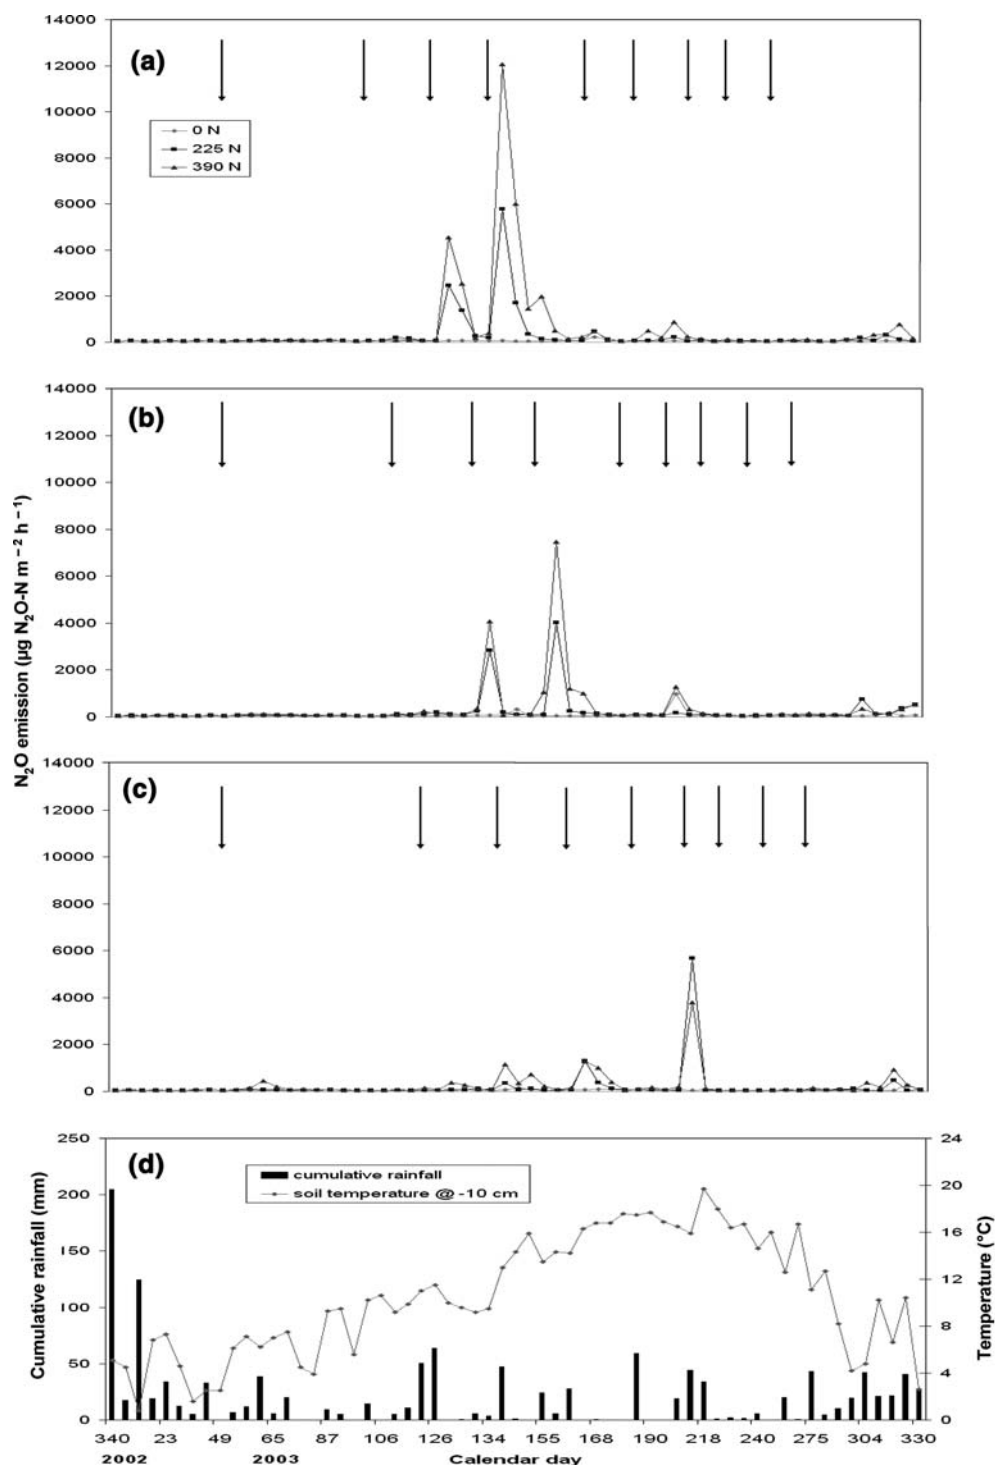 (a)
14000
12000
10000
8000
6000
4000
2000
0
0 N
225 N
390 N
(b)
14000
12000
10000
8000
6000
4000
2000
0
N₂O emission (µg N₂O-N m⁻² h⁻¹)
(c)
14000
12000
10000
8000
6000
4000
2000
0
(d)
250
200
150
100
50
0
Cumulative rainfall (mm)
cumulative rainfall
soil temperature @ -10 cm
24
20
16
12
8
4
0
Temperature (°C)
340 23 49 65 87 106 126 134 155 168 190 218 240 275 304 330
2002 2003 Calendar day